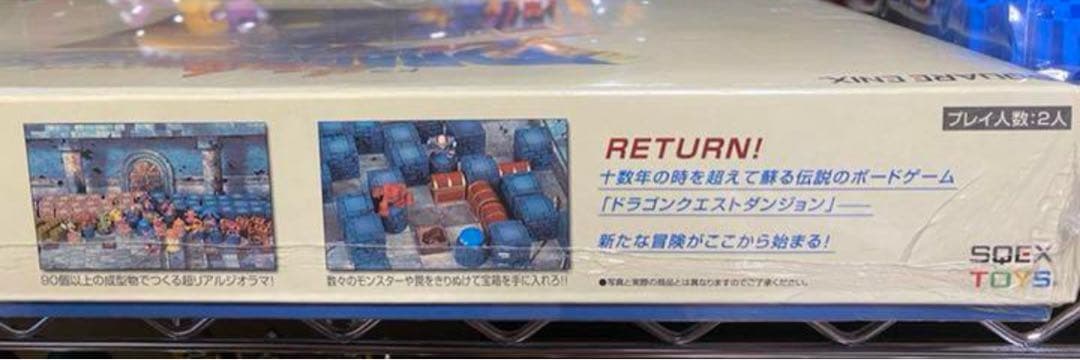 SQUARE ENIX
プレイ人数:2人
RETURN!
十数年の時を超えて蘇る伝説のボードゲーム
「ドラゴンクエストダンジョン」──
新たな冒険がここから始まる!
90個以上の成型物でつくる超リアルジオラマ!
数々のモンスターや罠をきりぬけて宝箱を手に入れろ!!
●写真と実際の商品とは異なりますのでご了承ください。
SQEX
TOYS